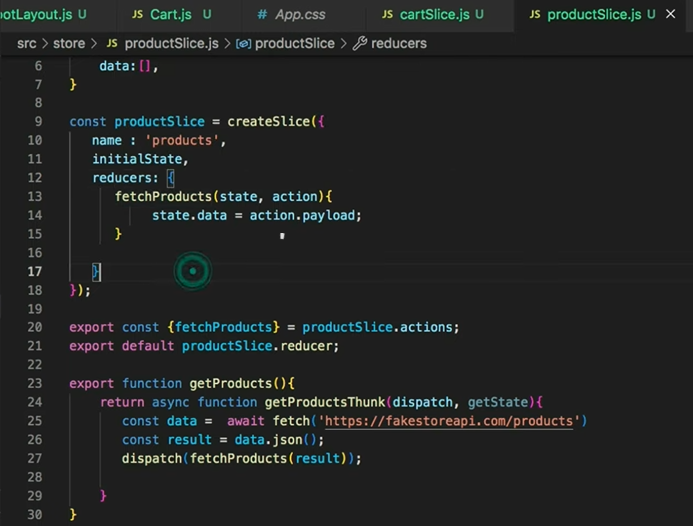 ootLayout.js U JS Cart.js U # App.css JS cartSlice.js U JS productSlice.js U ×
src > store > JS productSlice.js > productSlice > reducers
6 data:[],
7 }
8
9 const productSlice = createSlice({
10 name : 'products',
11 initialState,
12 reducers: {
13 fetchProducts(state, action){
14 state.data = action.payload;
15 }
16
17 }
18 });
19
20 export const {fetchProducts} = productSlice.actions;
21 export default productSlice.reducer;
22
23 export function getProducts(){
24 return async function getProductsThunk(dispatch, getState){
25 const data = await fetch('https://fakestoreapi.com/products')
26 const result = data.json();
27 dispatch(fetchProducts(result));
28
29 }
30 }